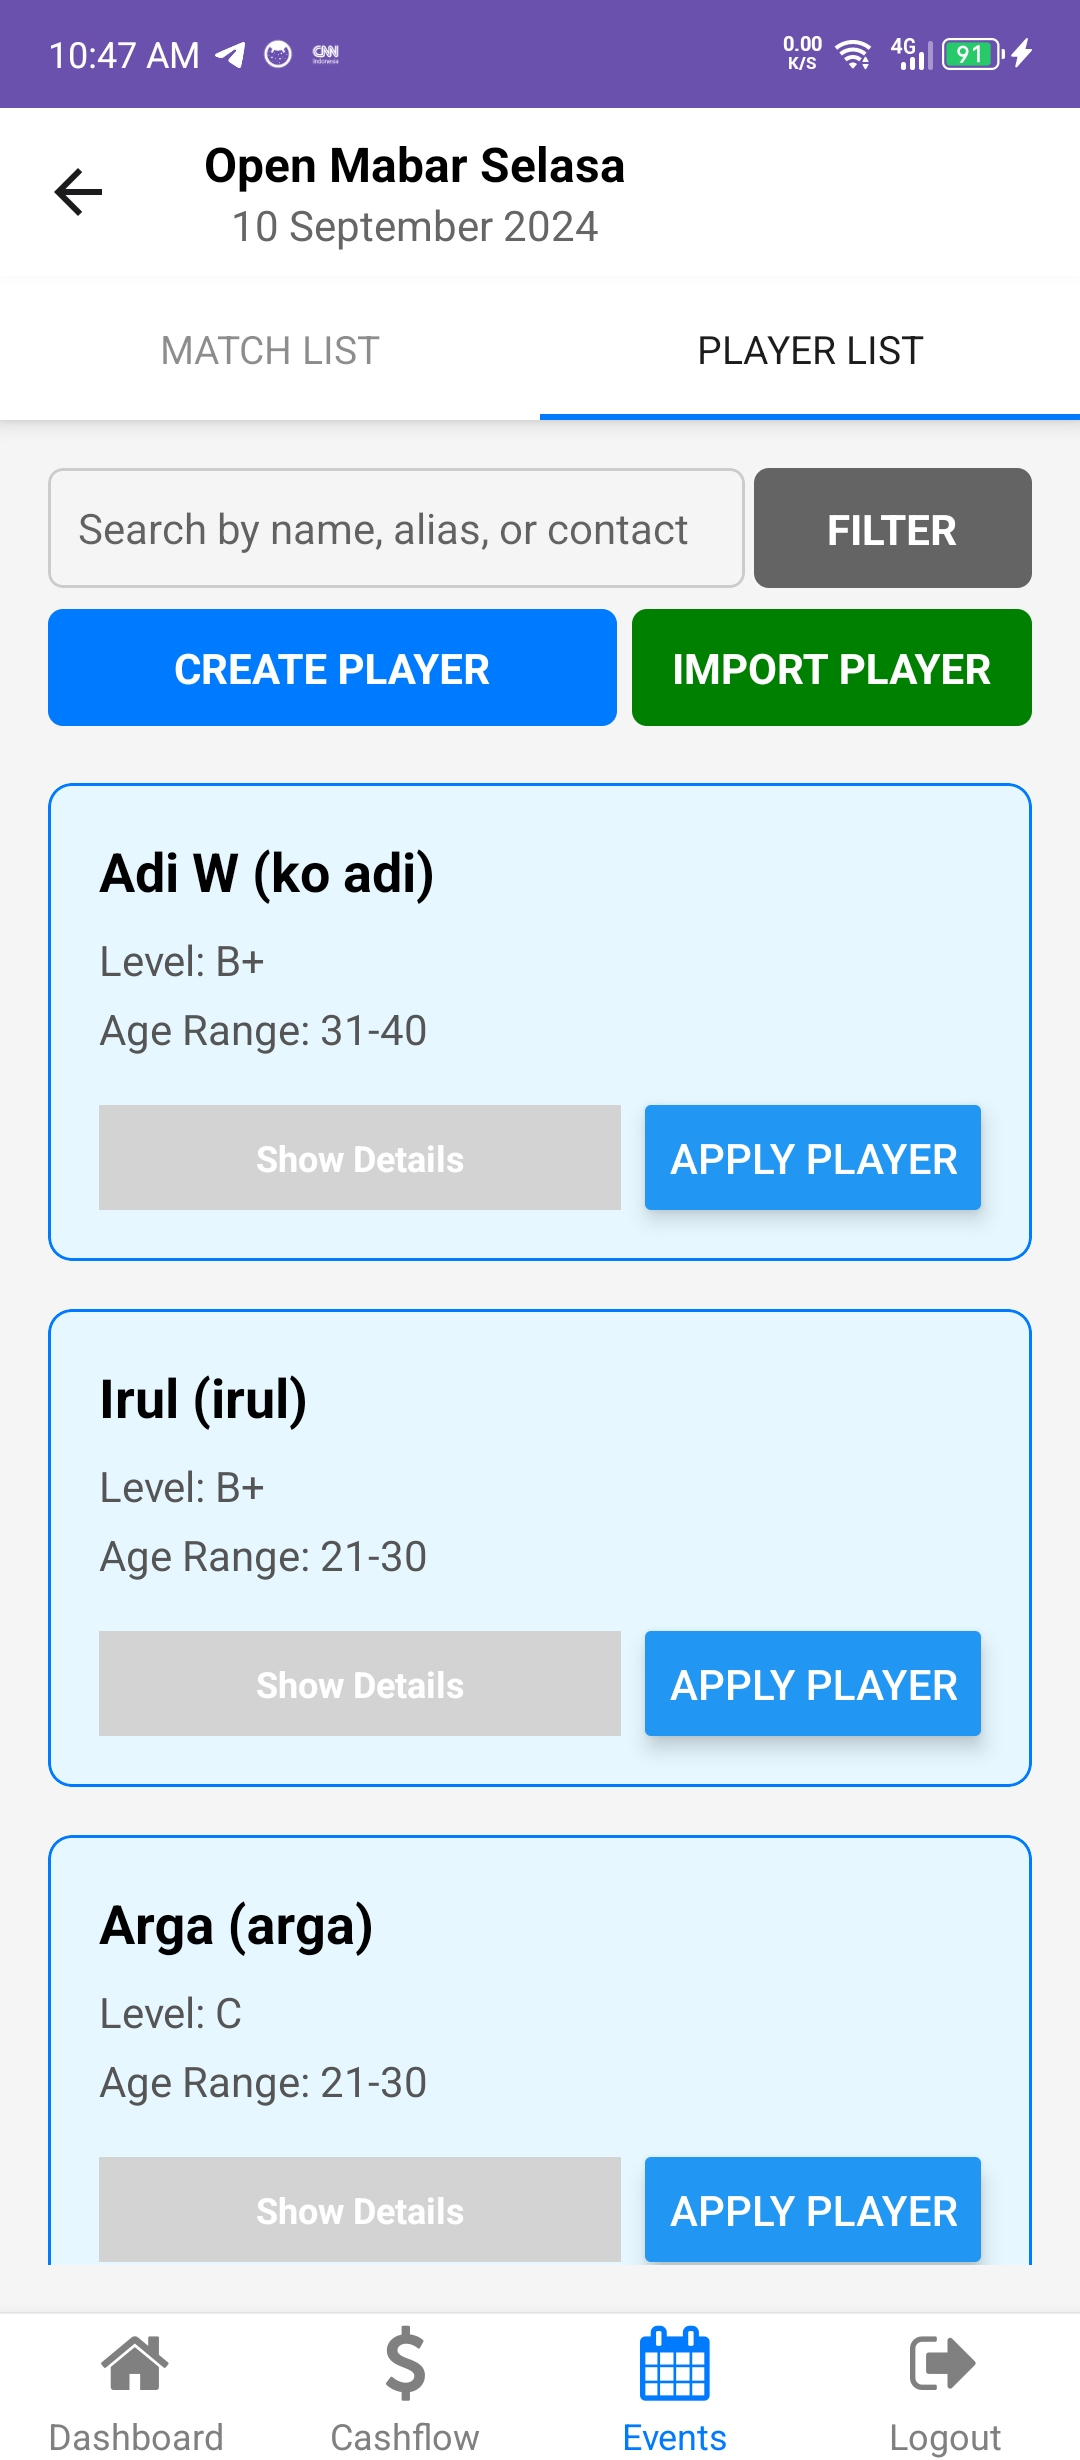 10:47 AM CNN Indonesia 0.00 K/S 4G 91
Open Mabar Selasa
10 September 2024
MATCH LIST PLAYER LIST
Search by name, alias, or contact FILTER
CREATE PLAYER IMPORT PLAYER
Adi W (ko adi)
Level: B+
Age Range: 31-40
Show Details APPLY PLAYER
Irul (irul)
Level: B+
Age Range: 21-30
Show Details APPLY PLAYER
Arga (arga)
Level: C
Age Range: 21-30
Show Details APPLY PLAYER
Dashboard Cashflow Events Logout